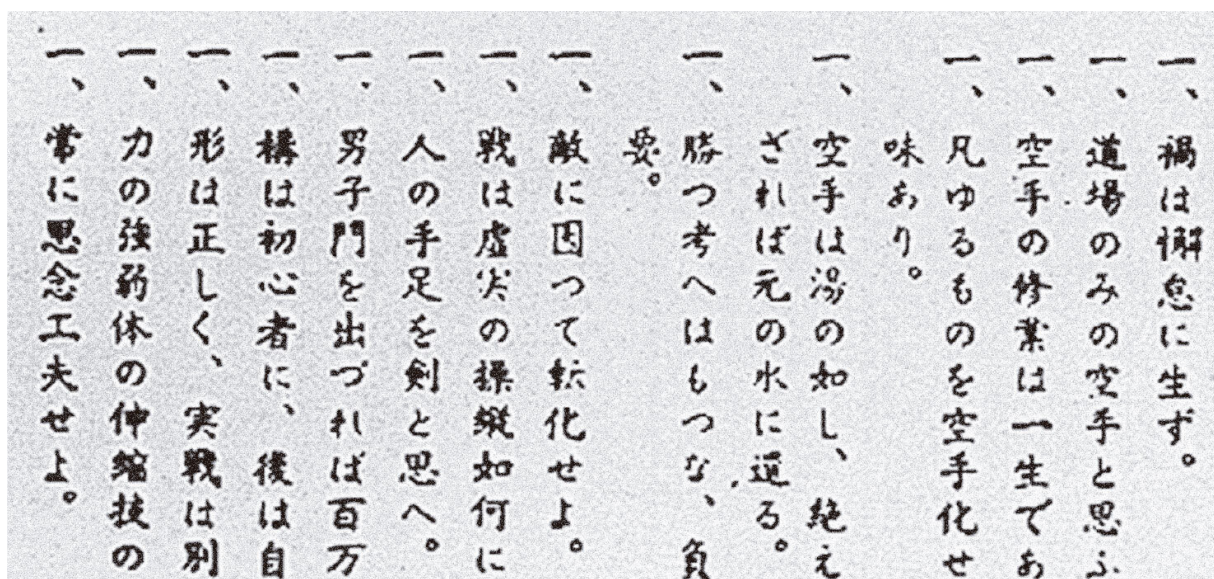 一、禍は懈怠に生ず。
一、道場のみの空手と思ふ
一、空手の修業は一生であ
一、凡ゆるものを空手化せ
味あり。
一、空手は湯の如し、絶え
ざれば元の水に還る。
一、勝つ考へはもつな、負
要。
一、敵に因つて転化せよ。
一、戦は虚実の操縦如何に
一、人の手足を剣と思へ。
一、男子門を出づれば百万
一、構は初心者に、後は自
一、形は正しく、実戦は別
一、力の強弱体の伸縮技の
一、常に思念工夫せよ。